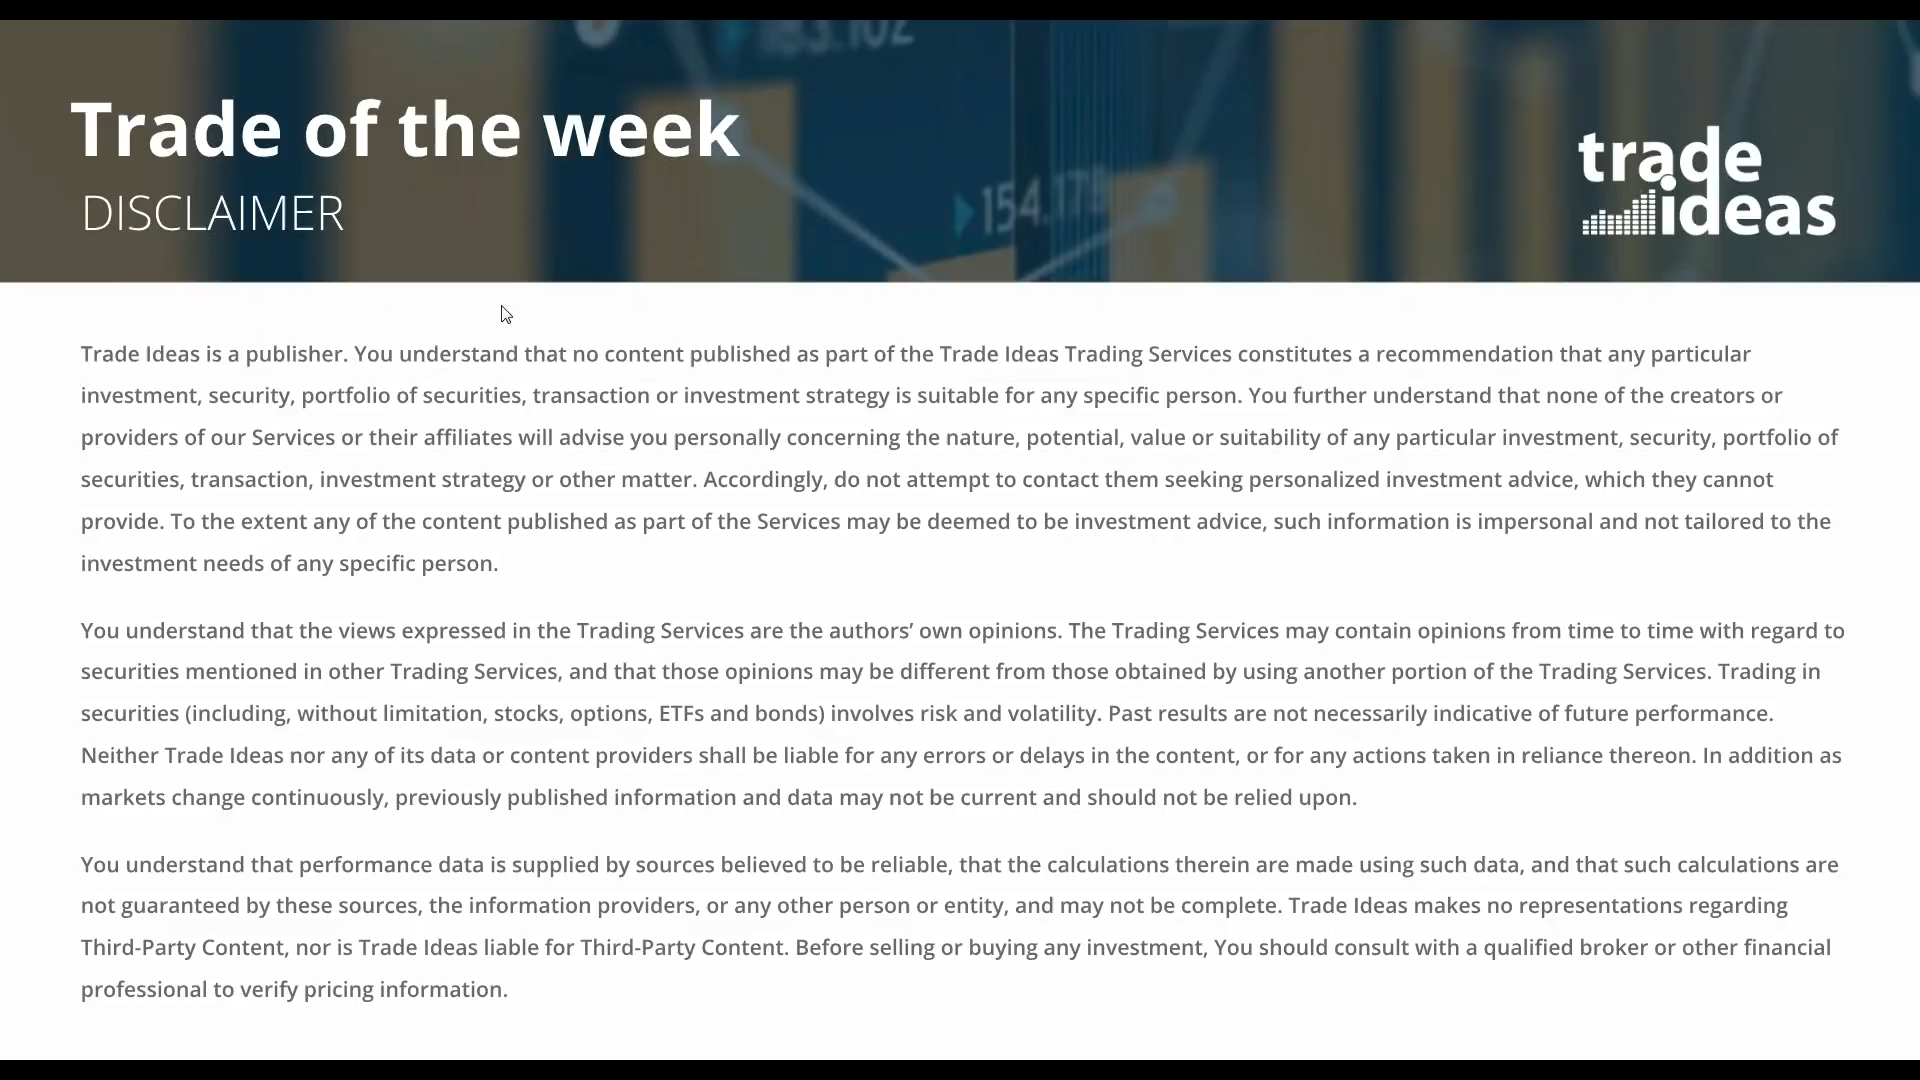 153.102
Trade of the week
DISCLAIMER
154.178
trade
ideas
Trade Ideas is a publisher. You understand that no content published as part of the Trade Ideas Trading Services constitutes a recommendation that any particular
investment, security, portfolio of securities, transaction or investment strategy is suitable for any specific person. You further understand that none of the creators or
providers of our Services or their affiliates will advise you personally concerning the nature, potential, value or suitability of any particular investment, security, portfolio of
securities, transaction, investment strategy or other matter. Accordingly, do not attempt to contact them seeking personalized investment advice, which they cannot
provide. To the extent any of the content published as part of the Services may be deemed to be investment advice, such information is impersonal and not tailored to the
investment needs of any specific person.
You understand that the views expressed in the Trading Services are the authors’ own opinions. The Trading Services may contain opinions from time to time with regard to
securities mentioned in other Trading Services, and that those opinions may be different from those obtained by using another portion of the Trading Services. Trading in
securities (including, without limitation, stocks, options, ETFs and bonds) involves risk and volatility. Past results are not necessarily indicative of future performance.
Neither Trade Ideas nor any of its data or content providers shall be liable for any errors or delays in the content, or for any actions taken in reliance thereon. In addition as
markets change continuously, previously published information and data may not be current and should not be relied upon.
You understand that performance data is supplied by sources believed to be reliable, that the calculations therein are made using such data, and that such calculations are
not guaranteed by these sources, the information providers, or any other person or entity, and may not be complete. Trade Ideas makes no representations regarding
Third-Party Content, nor is Trade Ideas liable for Third-Party Content. Before selling or buying any investment, You should consult with a qualified broker or other financial
professional to verify pricing information.